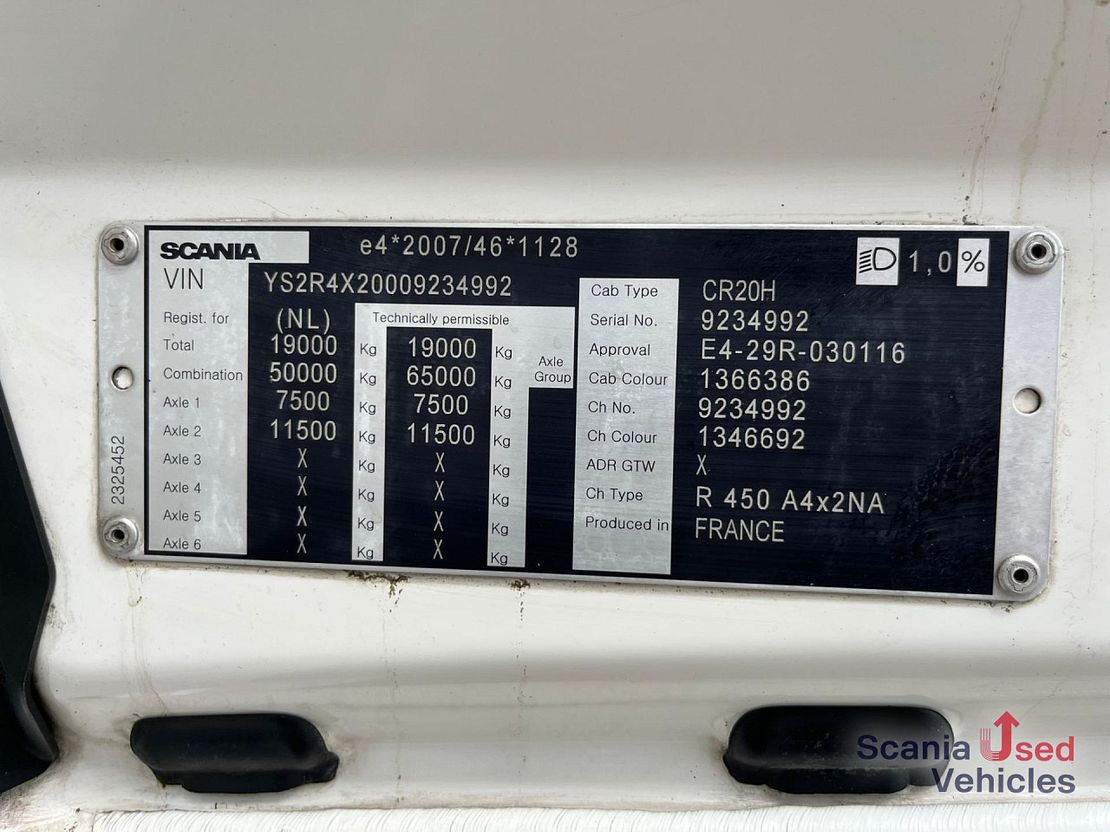 SCANIA e4*2007/46*1128 1,0 %
VIN YS2R4X20009234992
Regist. for (NL) Technically permissible
Total 19000 Kg 19000 Kg
Combination 50000 Kg 65000 Kg Axle Group
Axle 1 7500 Kg 7500 Kg
Axle 2 11500 Kg 11500 Kg
Axle 3 X X
Axle 4 X X
Axle 5 X Kg X Kg
Axle 6 X Kg X Kg
Cab Type CR20H
Serial No. 9234992
Approval E4-29R-030116
Cab Colour 1366386
Ch No. 9234992
Ch Colour 1346692
ADR GTW X
Ch Type R 450 A4x2NA
Produced in FRANCE
2325452
Scania Used
Vehicles